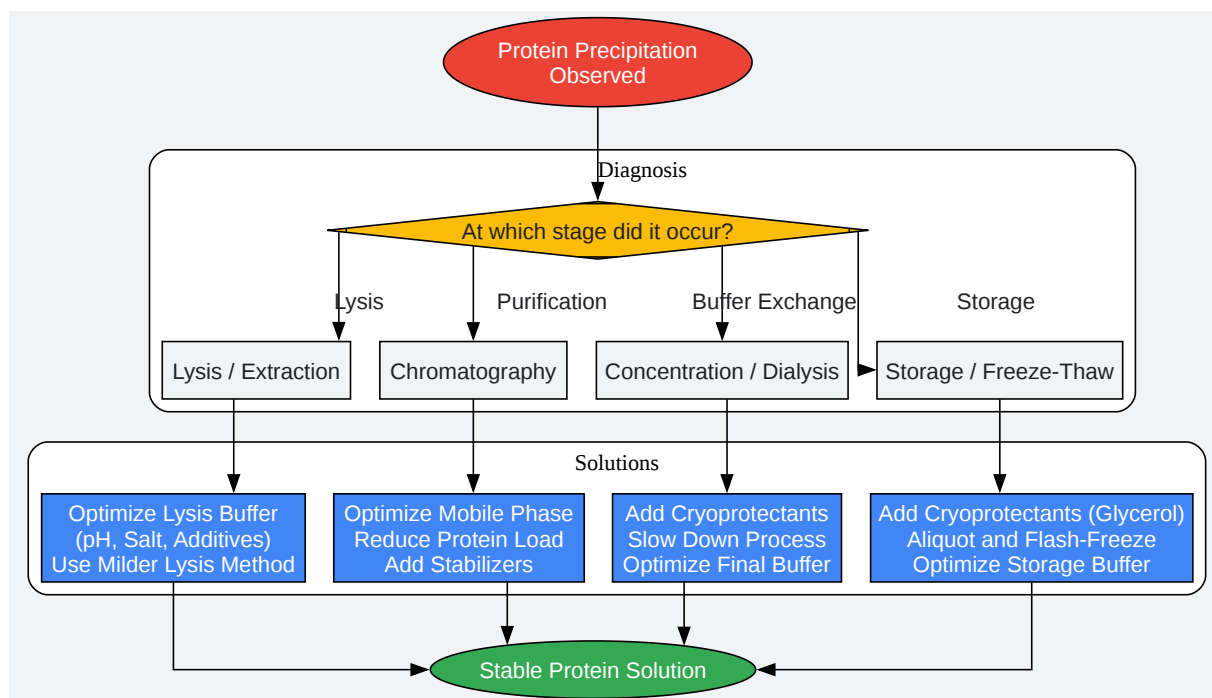 Protein Precipitation
Observed
Diagnosis
At which stage did it occur?
Lysis
Purification
Buffer Exchange
Storage
Lysis / Extraction
Chromatography
Concentration / Dialysis
Storage / Freeze-Thaw
Solutions
Optimize Lysis Buffer
(pH, Salt, Additives)
Use Milder Lysis Method
Optimize Mobile Phase
Reduce Protein Load
Add Stabilizers
Add Cryoprotectants
Slow Down Process
Optimize Final Buffer
Add Cryoprotectants (Glycerol)
Aliquot and Flash-Freeze
Optimize Storage Buffer
Stable Protein Solution